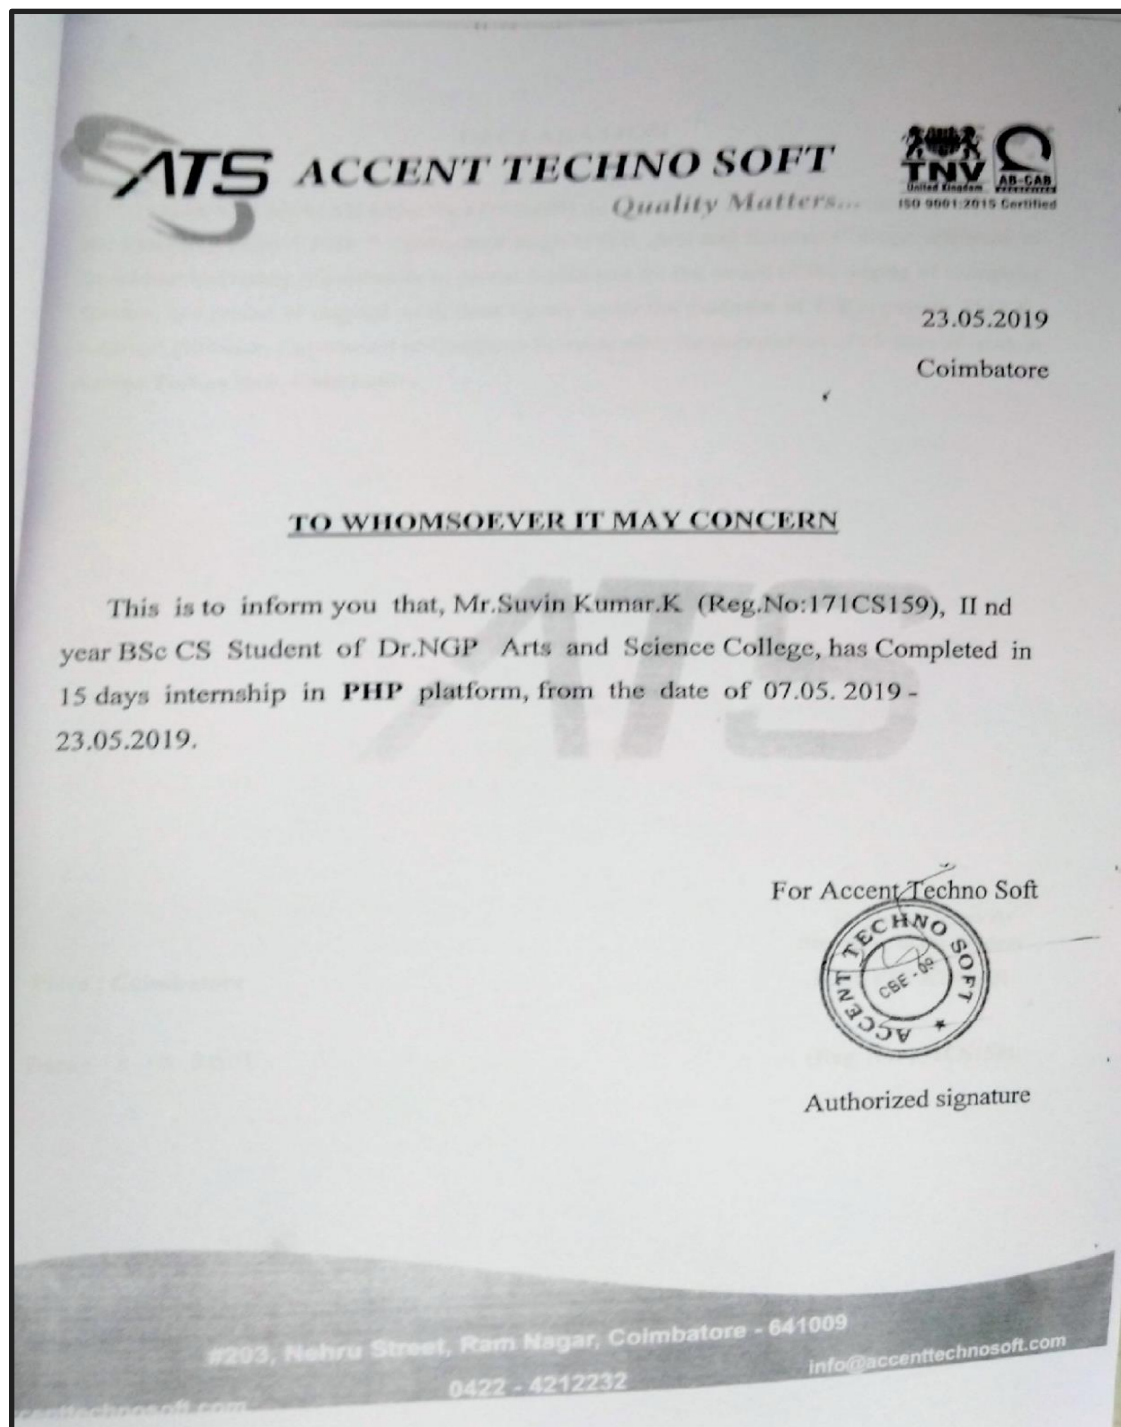 ATS ACCENT TECHNO SOFT
Quality Matters...
TNV
United Kingdom
AB-CAB
ISO 9001:2015 Certified
23.05.2019
Coimbatore
TO WHOMSOEVER IT MAY CONCERN
This is to inform you that, Mr.Suvin Kumar.K (Reg.No:171CS159), II nd
year BSc CS Student of Dr.NGP Arts and Science College, has Completed in
15 days internship in PHP platform, from the date of 07.05. 2019 -
23.05.2019.
ATS
For Accent Techno Soft
ACCENT TECHNO SOFT ★
CBE - 09
Authorized signature
#203, Nehru Street, Ram Nagar, Coimbatore - 641009
0422 - 4212232
info@accenttechnosoft.com
centtechnosoft.com